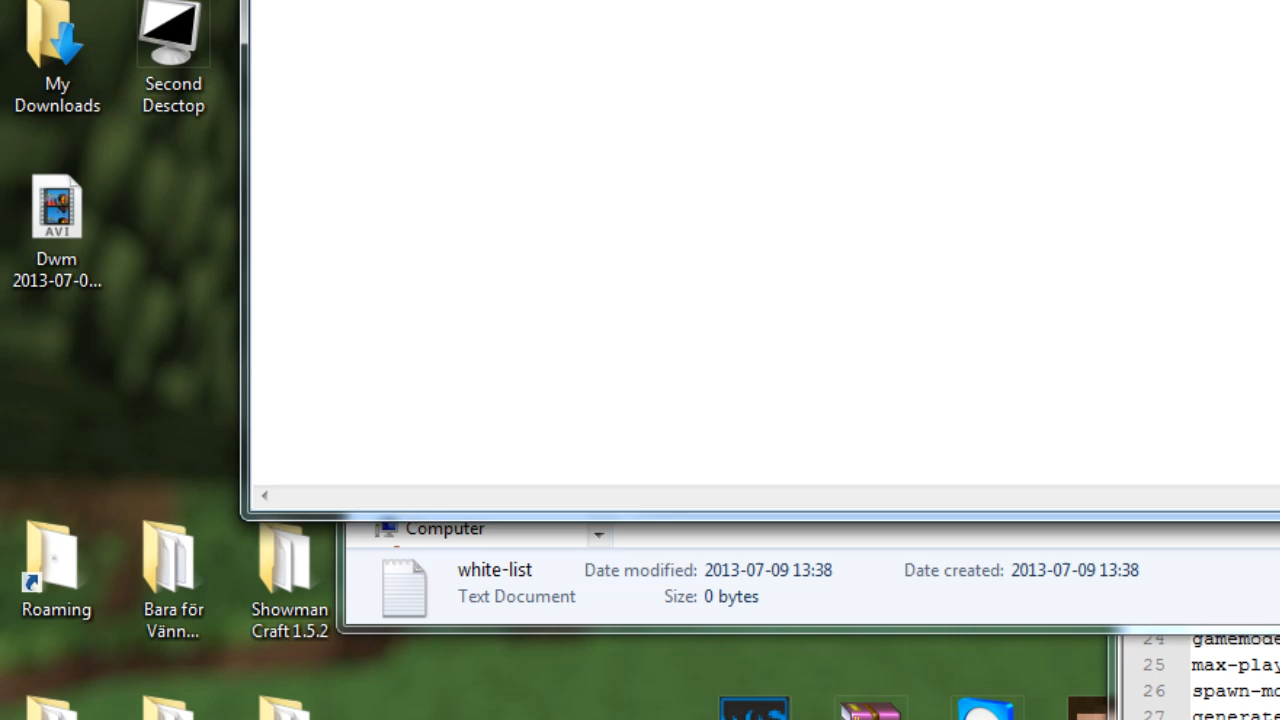 My
Downloads
Second
Desctop
AVI
Dwm
2013-07-0...
Computer
white-list
Date modified: 2013-07-09 13:38
Date created: 2013-07-09 13:38
Text Document
Size: 0 bytes
Roaming
Bara för
Vänn...
Showman
Craft 1.5.2
24 gamemode
25 max-play
26 spawn-mo
27 generate